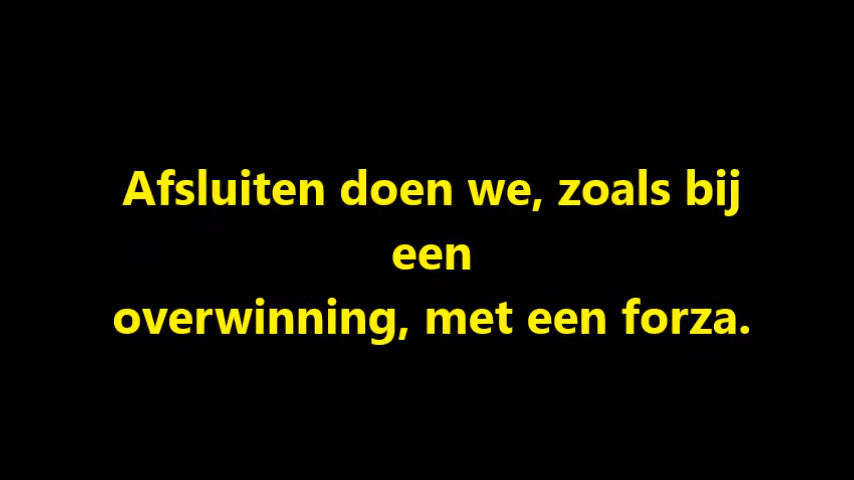 Afsluiten doen we, zoals bij
een
overwinning, met een forza.